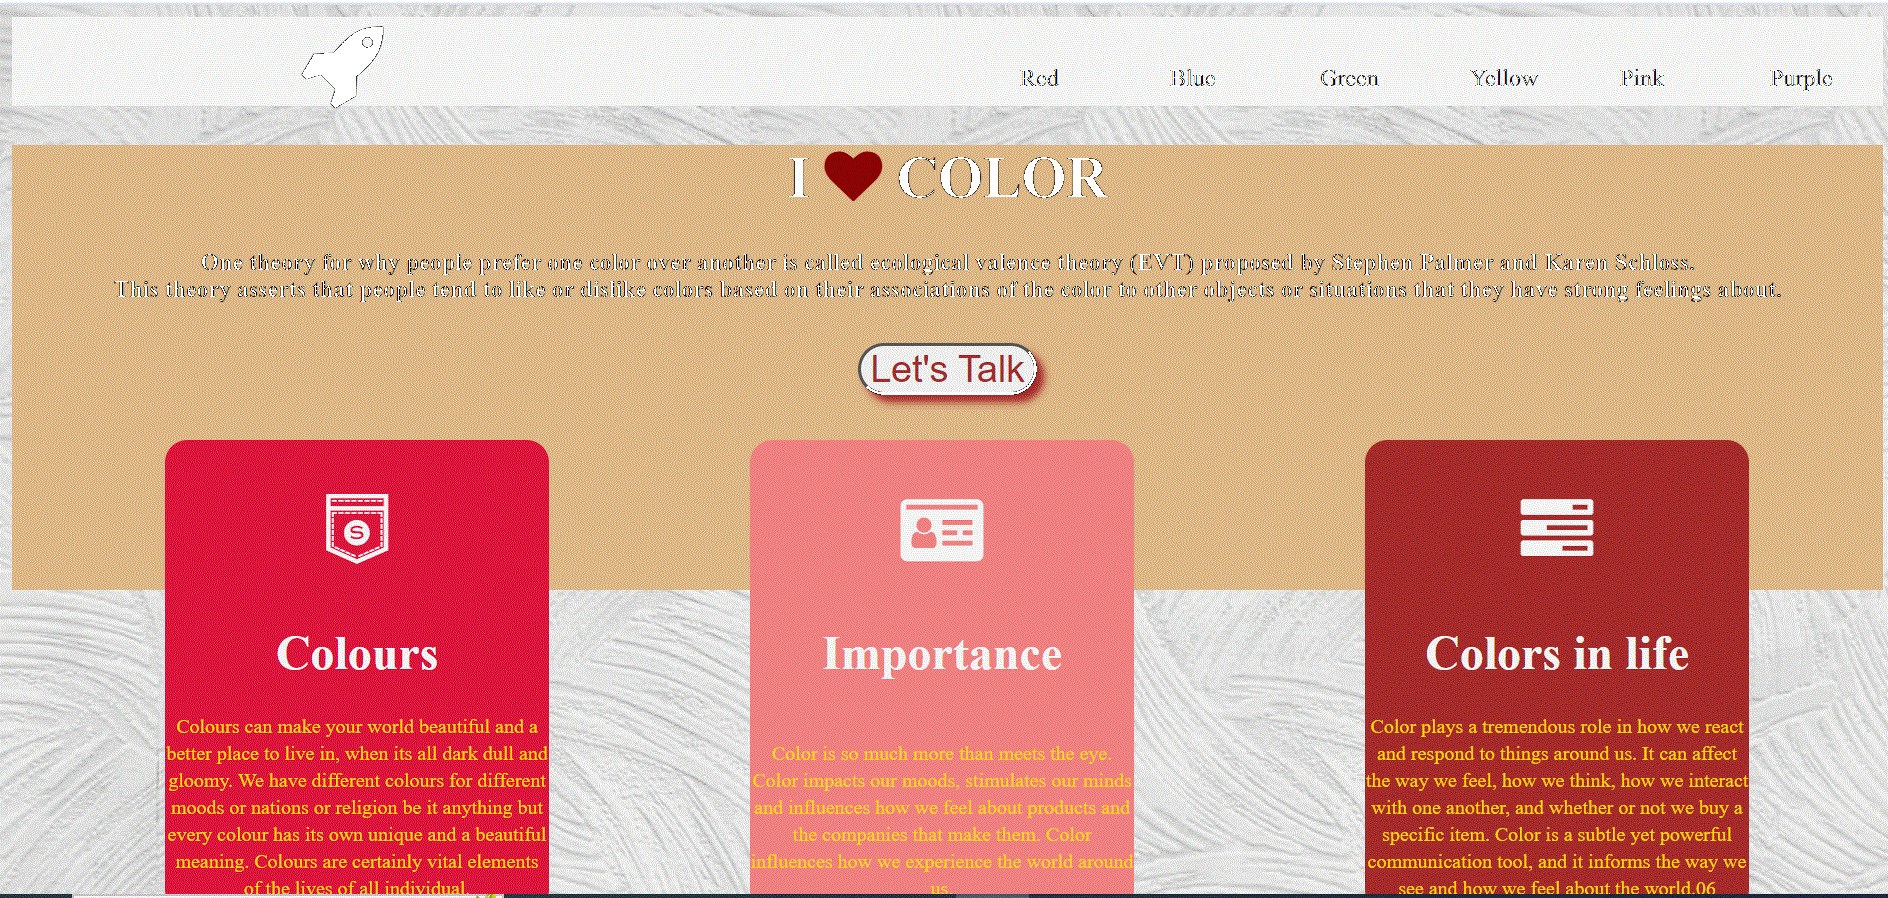 Red Blue Green Yellow Pink Purple
I COLOR
One theory for why people prefer one color over another is called ecological valence theory (EVT) proposed by Stephen Palmer and Karen Schloss.
This theory asserts that people tend to like or dislike colors based on their associations of the color to other objects or situations that they have strong feelings about.
Let's Talk
S
Colours
Colours can make your world beautiful and a
better place to live in, when its all dark dull and
gloomy. We have different colours for different
moods or nations or religion be it anything but
every colour has its own unique and a beautiful
meaning. Colours are certainly vital elements
of the lives of all individual.
Importance
Color is so much more than meets the eye.
Color impacts our moods, stimulates our minds
and influences how we feel about products and
the companies that make them. Color
influences how we experience the world around
us.
Colors in life
Color plays a tremendous role in how we react
and respond to things around us. It can affect
the way we feel, how we think, how we interact
with one another, and whether or not we buy a
specific item. Color is a subtle yet powerful
communication tool, and it informs the way we
see and how we feel about the world.06